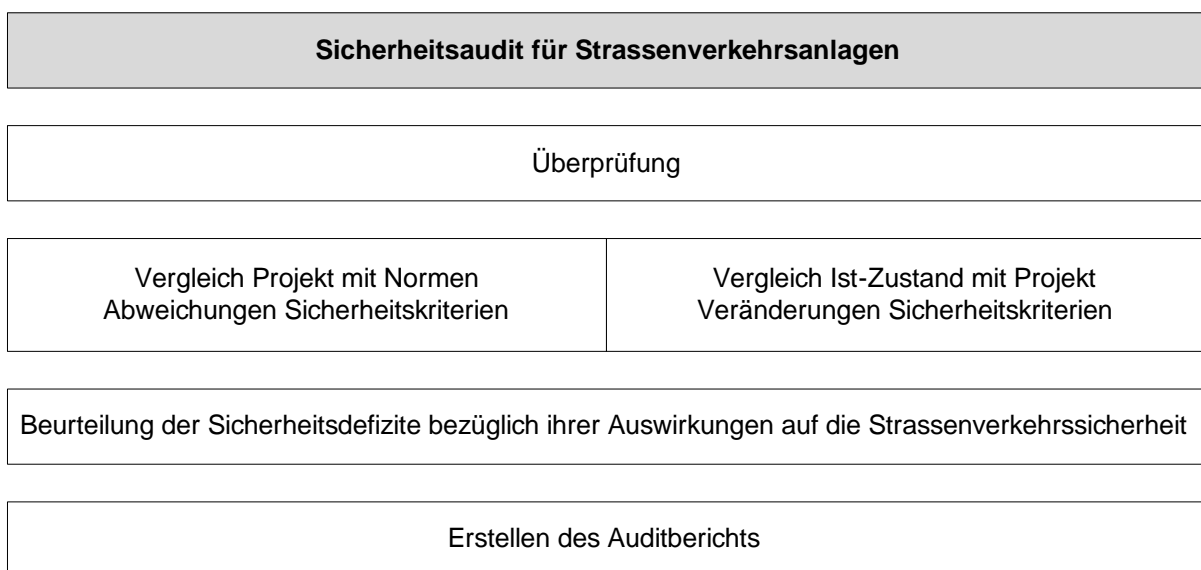 Sicherheitsaudit für Strassenverkehrsanlagen
Überprüfung
Vergleich Projekt mit Normen
Abweichungen Sicherheitskriterien
Vergleich Ist-Zustand mit Projekt
Veränderungen Sicherheitskriterien
Beurteilung der Sicherheitsdefizite bezüglich ihrer Auswirkungen auf die Strassenverkehrssicherheit
Erstellen des Auditberichts